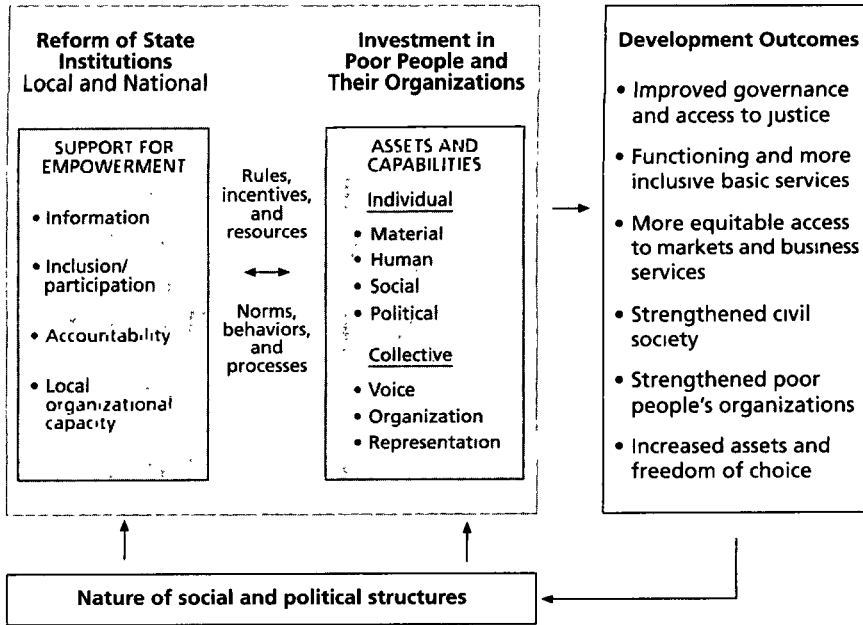 Reform of State
Institutions
Local and National
SUPPORT FOR
EMPOWERMENT
• Information
• Inclusion/
participation
• Accountability
• Local
organizational
capacity
Rules,
incentives,
and
resources
Norms,
behaviors,
and
processes
Investment in
Poor People and
Their Organizations
ASSETS AND
CAPABILITIES
Individual
• Material
• Human
• Social
• Political
Collective
• Voice
• Organization
• Representation
Development Outcomes
• Improved governance
and access to justice
• Functioning and more
inclusive basic services
• More equitable access
to markets and business
services
• Strengthened civil
society
• Strengthened poor
people's organizations
• Increased assets and
freedom of choice
Nature of social and political structures